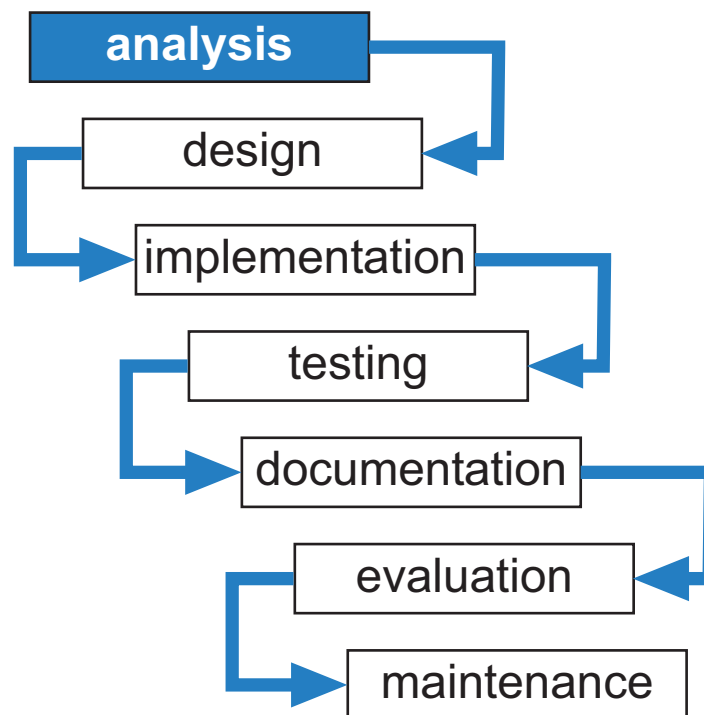 analysis
design
implementation
testing
documentation
evaluation
maintenance